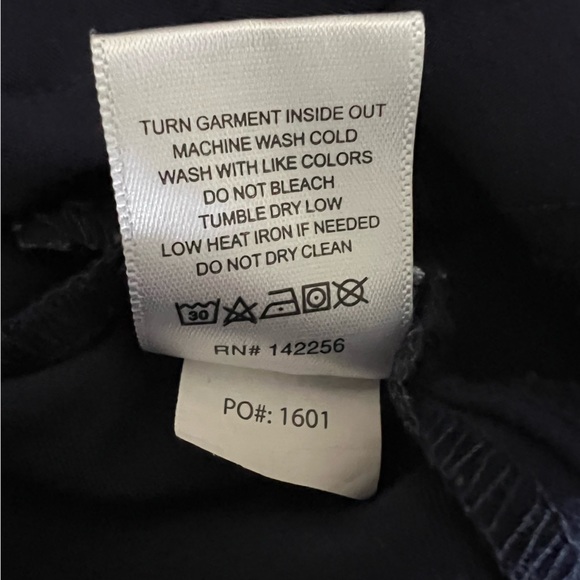 TURN GARMENT INSIDE OUT
MACHINE WASH COLD
WASH WITH LIKE COLORS
DO NOT BLEACH
TUMBLE DRY LOW
LOW HEAT IRON IF NEEDED
DO NOT DRY CLEAN
30
RN# 142256
PO#: 1601